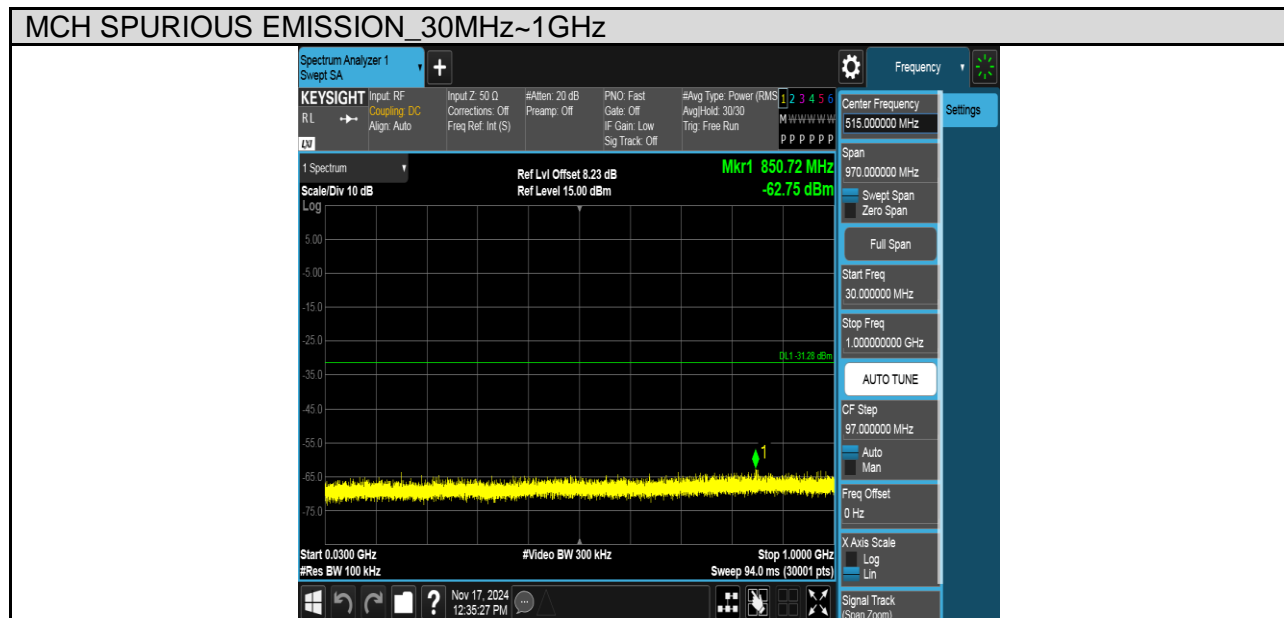 MCH SPURIOUS EMISSION_30MHz~1GHz
Spectrum Analyzer 1
Swept SA
+
Frequency
KEYSIGHT
RL
LXI
Input: RF
Coupling: DC
Align: Auto
Input Z: 50 Ω
Corrections: Off
Freq Ref: Int (S)
#Atten: 20 dB
Preamp: Off
PNO: Fast
Gate: Off
IF Gain: Low
Sig Track: Off
#Avg Type: Power (RMS
Avg|Hold: 30/30
Trig: Free Run
1 2 3 4 5 6
M W W W W W
P P P P P P
1 Spectrum
Scale/Div 10 dB
Ref Lvl Offset 8.23 dB
Ref Level 15.00 dBm
Mkr1 850.72 MHz
-62.75 dBm
Log
5.00
-5.00
-15.0
-25.0
DL1 -31.28 dBm
-35.0
-45.0
-55.0
1
-65.0
-75.0
Start 0.0300 GHz
#Res BW 100 kHz
#Video BW 300 kHz
Stop 1.0000 GHz
Sweep 94.0 ms (30001 pts)
?
Nov 17, 2024
12:35:27 PM
Center Frequency
515.000000 MHz
Settings
Span
970.000000 MHz
Swept Span
Zero Span
Full Span
Start Freq
30.000000 MHz
Stop Freq
1.000000000 GHz
AUTO TUNE
CF Step
97.000000 MHz
Auto
Man
Freq Offset
0 Hz
X Axis Scale
Log
Lin
Signal Track
(Span Zoom)